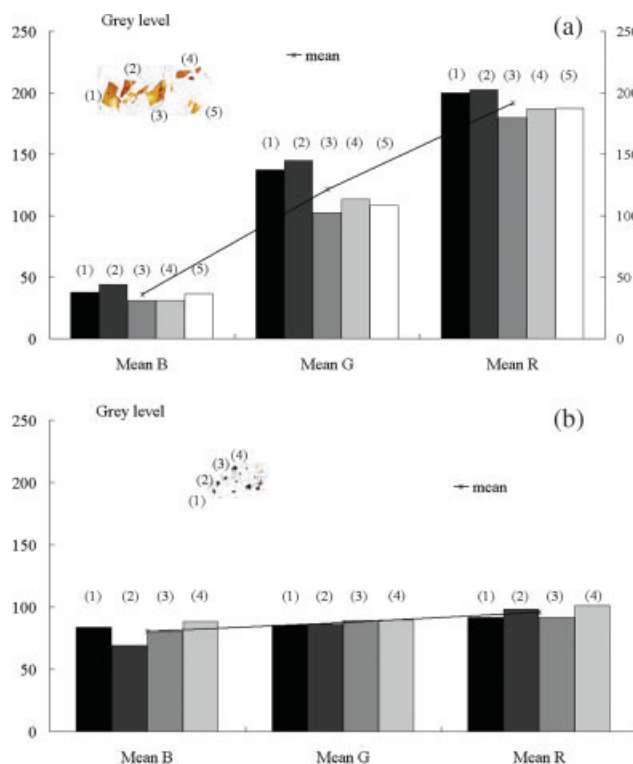 Grey level (a)
250 250
(2) (4) mean
(1) (3) (5)
200 (1) (2) (3) (4) (5) 200
150 (1) (2) (3) (4) (5) 150
100 100
50 (1) (2) (3) (4) (5) 50
0 0
Mean B Mean G Mean R
Grey level (b)
250
(3) (4)
200 (2) mean
(1)
150
100 (1) (2) (3) (4) (1) (2) (3) (4) (1) (2) (3) (4)
50
0
Mean B Mean G Mean R